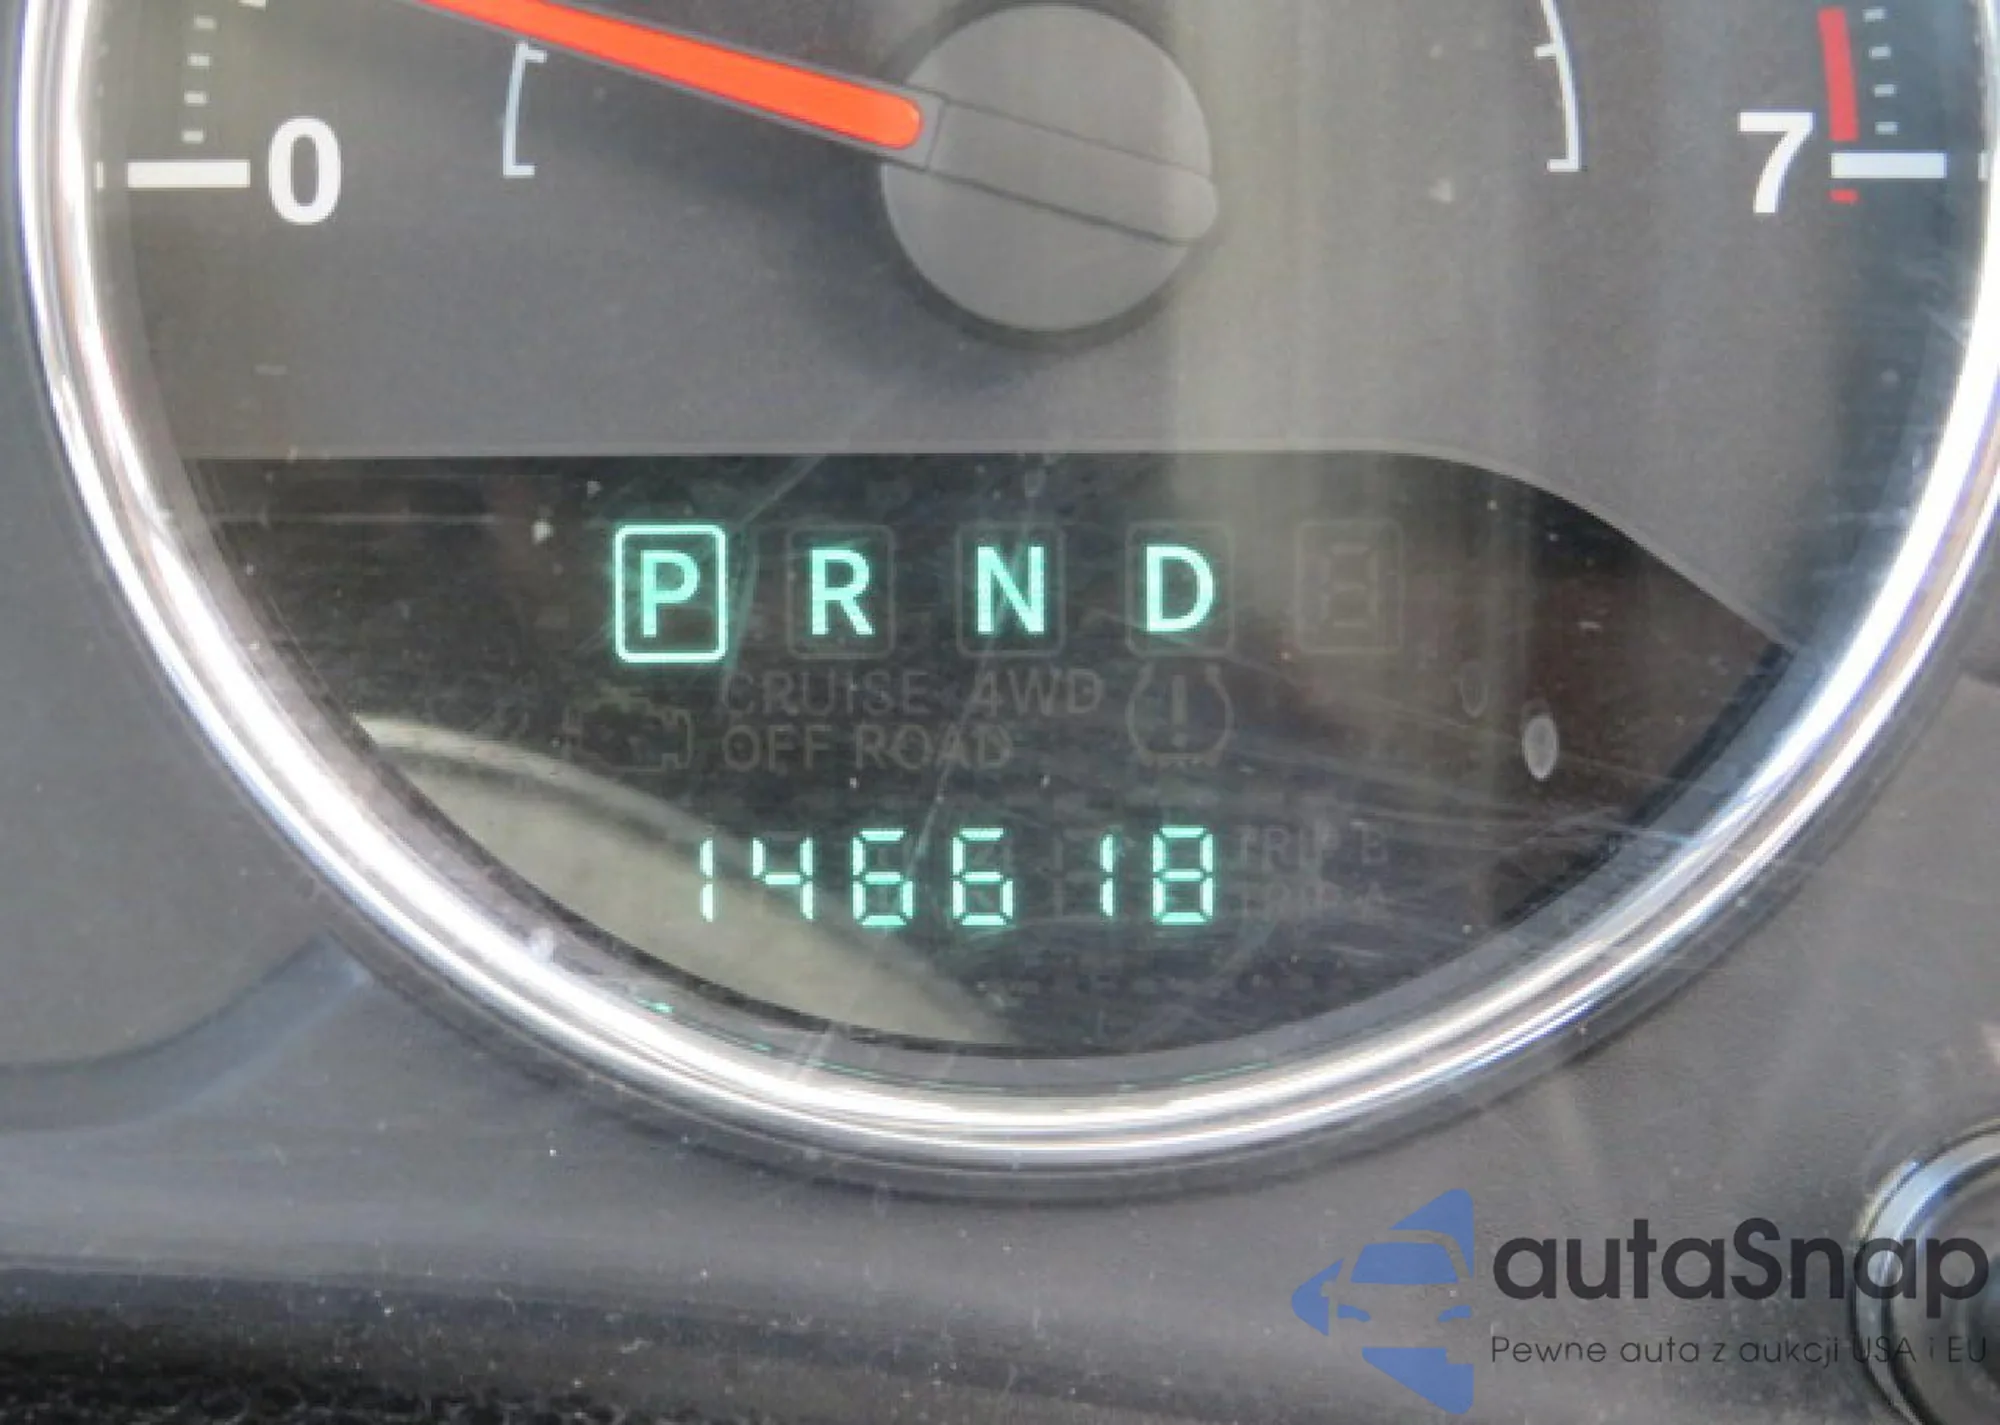 0
7
P R N D
CRUISE 4WD
OFF ROAD
146618
autaSnap
Pewne auta z aukcji USA i EU